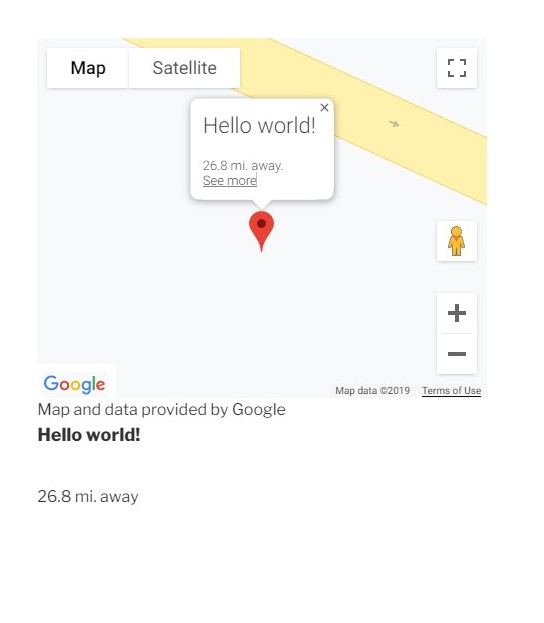 Map Satellite
Hello world!
26.8 mi. away.
See more
Google
Map data ©2019 Terms of Use
Map and data provided by Google
Hello world!
26.8 mi. away